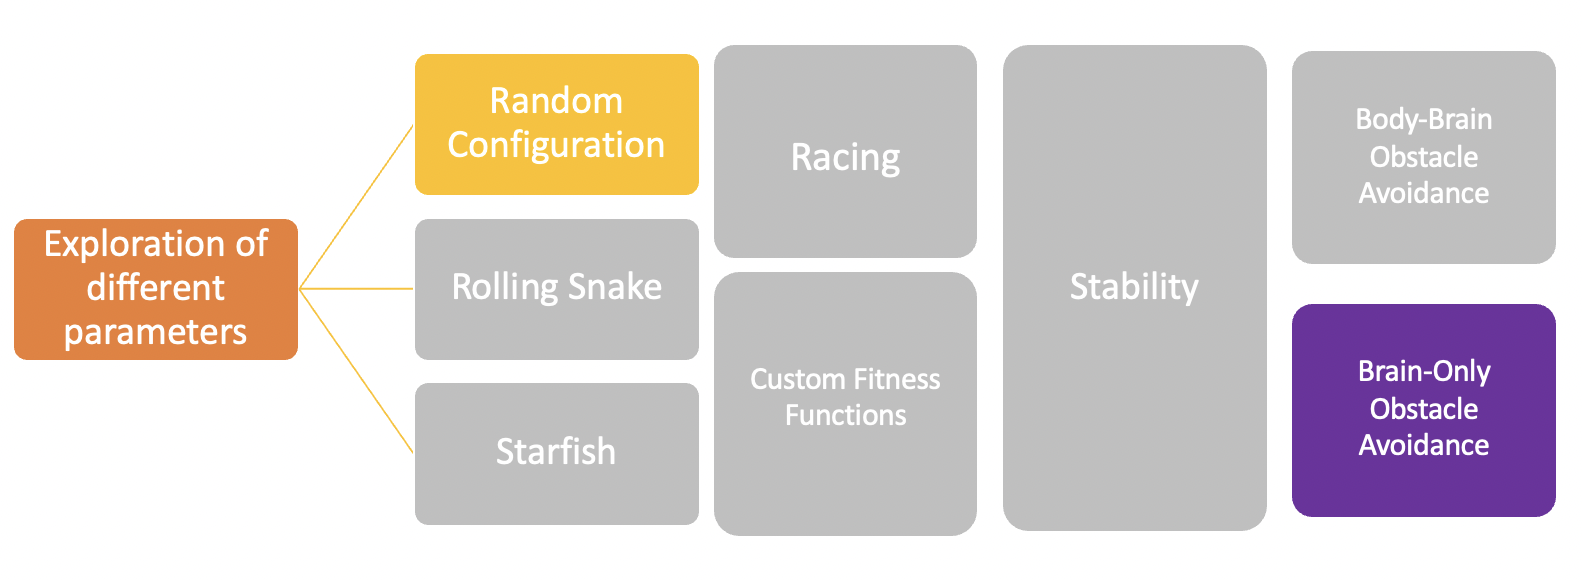 Exploration of
different
parameters
Random
Configuration
Rolling Snake
Starfish
Racing
Custom Fitness
Functions
Stability
Body-Brain
Obstacle
Avoidance
Brain-Only
Obstacle
Avoidance